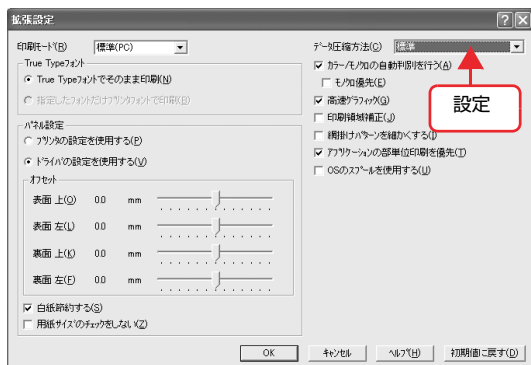 拡張設定
印刷モード(R) 標準(PC)
True Typeフォント
True Typeフォントでそのまま印刷(N)
指定したフォントだけプリンタフォントで印刷(B)
パネル設定
プリンタの設定を使用する(P)
ドライバの設定を使用する(V)
オフセット
表面 上(O) 0.0 mm
表面 左(L) 0.0 mm
裏面 上(K) 0.0 mm
裏面 左(F) 0.0 mm
白紙節約する(S)
用紙サイズのチェックをしない(Z)
データ圧縮方法(C) 標準
カラー/モノクロの自動判別を行う(A)
モノクロ優先(E)
高速グラフィック(G)
印刷領域補正(J)
網掛けパターンを細かくする(I)
アプリケーションの部単位印刷を優先(T)
OSのスプールを使用する(U)
設定
OK キャンセル ヘルプ(H) 初期値に戻す(D)